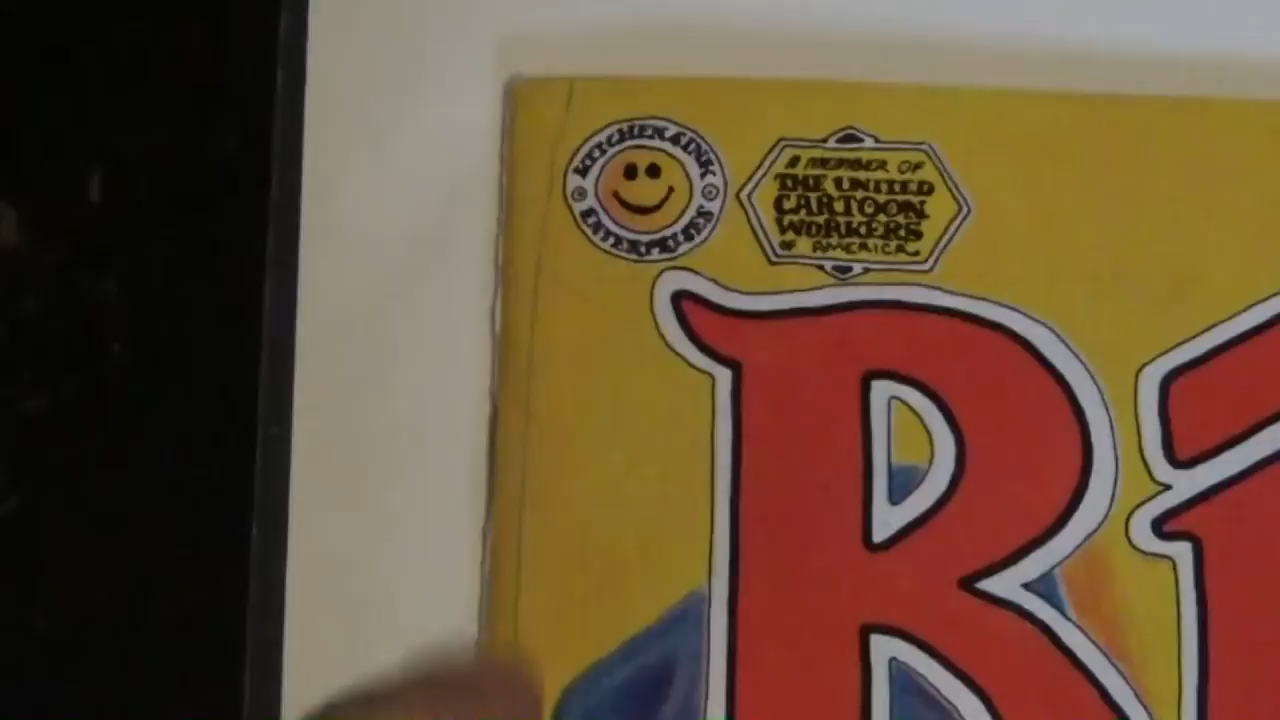 KITCHEN SINK
ENTERPRISES
A MEMBER OF
THE UNITED
CARTOON
WORKERS
OF AMERICA
R